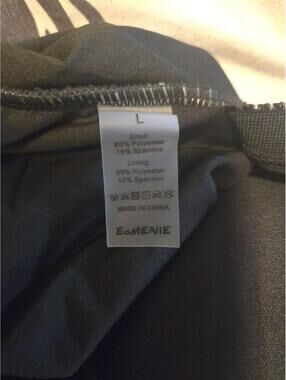 L
Shell:
85% Polyester
15% Spandex
Lining:
90% Polyester
10% Spandex
MADE IN CHINA
EOMENIE